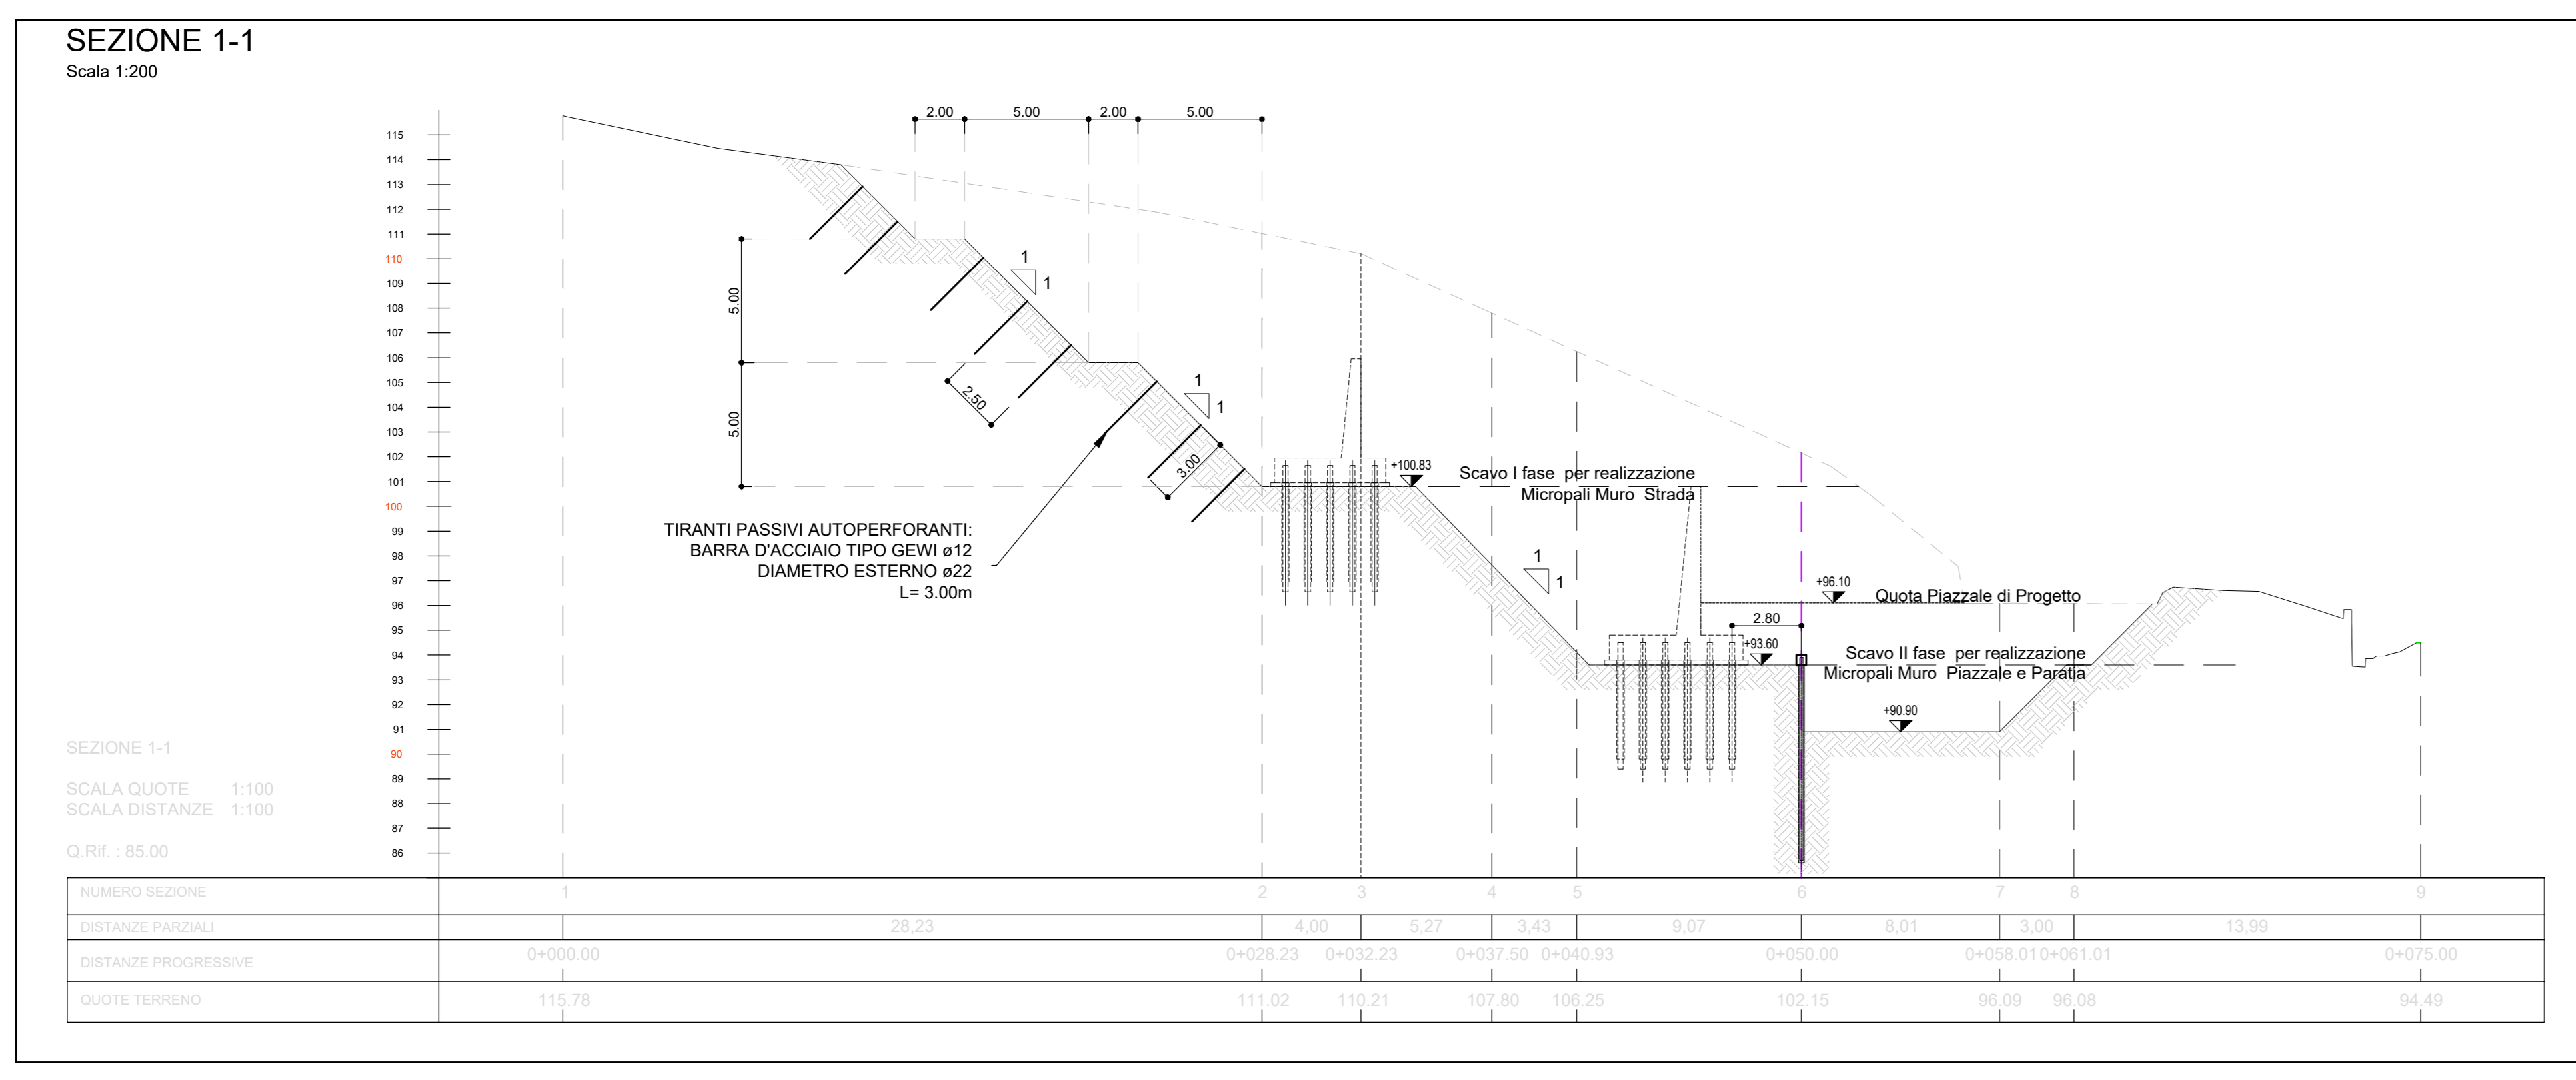 SEZIONE 1-1
Scala 1:200
2.00 5.00 2.00 5.00
115
114
113
112
111
110
109
108
107
106
105
104
103
102
101
100
99
98
97
96
95
94
93
92
91
90
89
88
87
86
5.00
5.00
1
1
1
1
1
1
2.50
3.00
TIRANTI PASSIVI AUTOPERFORANTI:
BARRA D'ACCIAIO TIPO GEWI ø12
DIAMETRO ESTERNO ø22
L= 3.00m
+100.83
Scavo I fase per realizzazione
Micropali Muro Strada
+96.10
Quota Piazzale di Progetto
2.80
+93.60
Scavo II fase per realizzazione
Micropali Muro Piazzale e Paratia
+90.90
SEZIONE 1-1
SCALA QUOTE 1:100
SCALA DISTANZE 1:100
Q.Rif. : 85.00
NUMERO SEZIONE 1 2 3 4 5 6 7 8 9
DISTANZE PARZIALI 28,23 4,00 5,27 3,43 9,07 8,01 3,00 13,99
DISTANZE PROGRESSIVE 0+000.00 0+028.23 0+032.23 0+037.50 0+040.93 0+050.00 0+058.01 0+061.01 0+075.00
QUOTE TERRENO 115.78 111.02 110.21 107.80 106.25 102.15 96.09 96.08 94.49